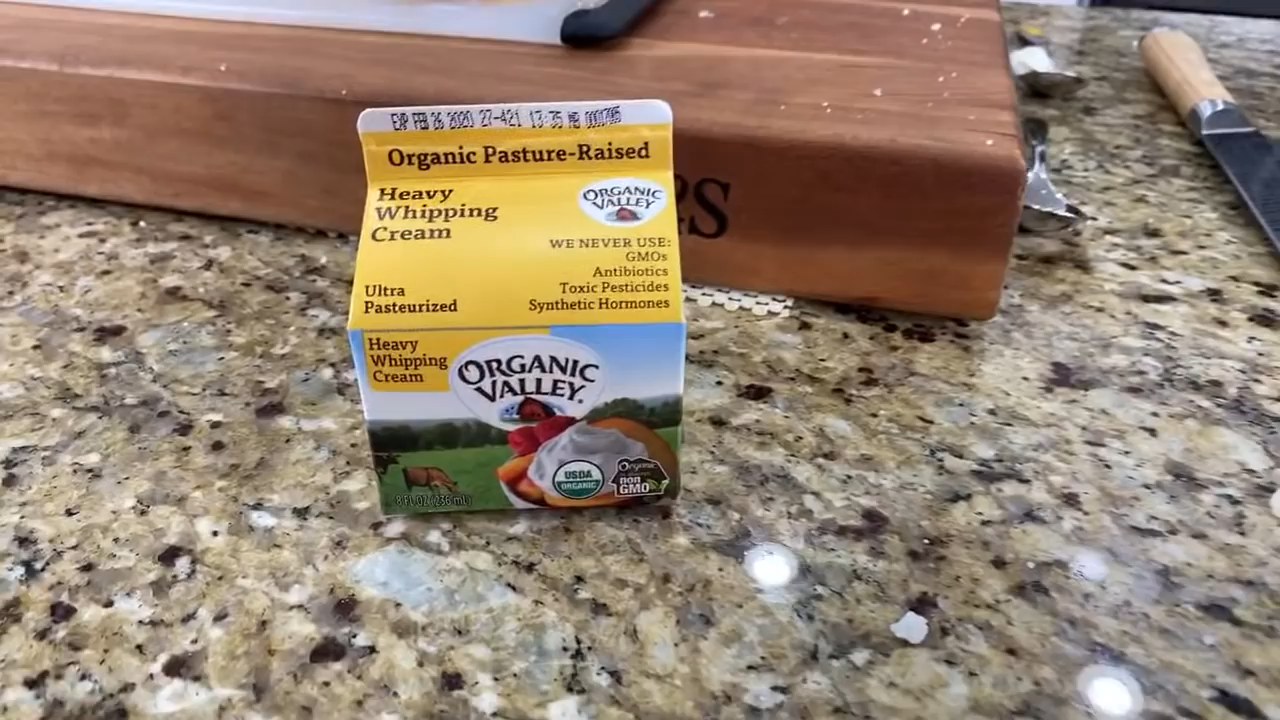 EXP FEB 26 2020 27-421 13:35
Organic Pasture-Raised
Heavy
Whipping
Cream
ORGANIC
VALLEY
WE NEVER USE:
GMOs
Antibiotics
Toxic Pesticides
Synthetic Hormones
Ultra
Pasteurized
Heavy
Whipping
Cream
ORGANIC
VALLEY®
USDA
ORGANIC
Organic
non
GMO
8 FL OZ (236 mL)